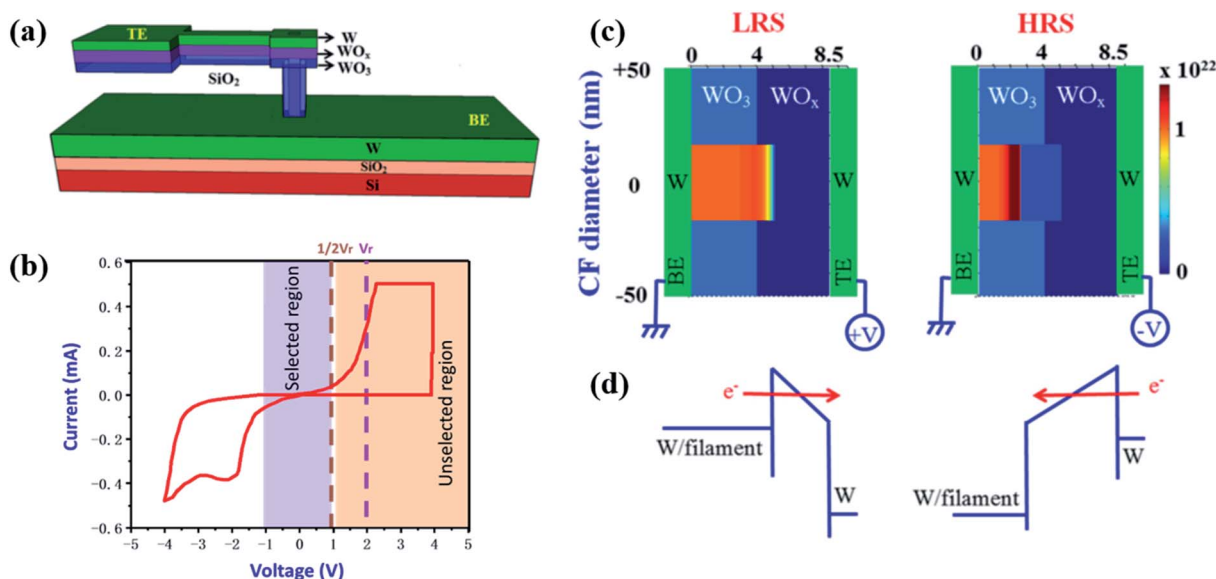 (a)
TE
W
WOₓ
WO₃
SiO₂
BE
W
SiO₂
Si
(b)
1/2Vr Vr
0.6
0.4
0.2
0.0
-0.2
-0.4
-0.6
Current (mA)
Selected region
Unselected region
-5 -4 -3 -2 -1 0 1 2 3 4 5
Voltage (V)
(c)
LRS HRS
0 4 8.5 0 4 8.5
+50
0
-50
CF diameter (nm)
WO₃ WOₓ
W W
BE TE
+V
WO₃ WOₓ
W W
BE TE
-V
x 10²²
1
0
(d)
e⁻
W/filament
W
e⁻
W
W/filament